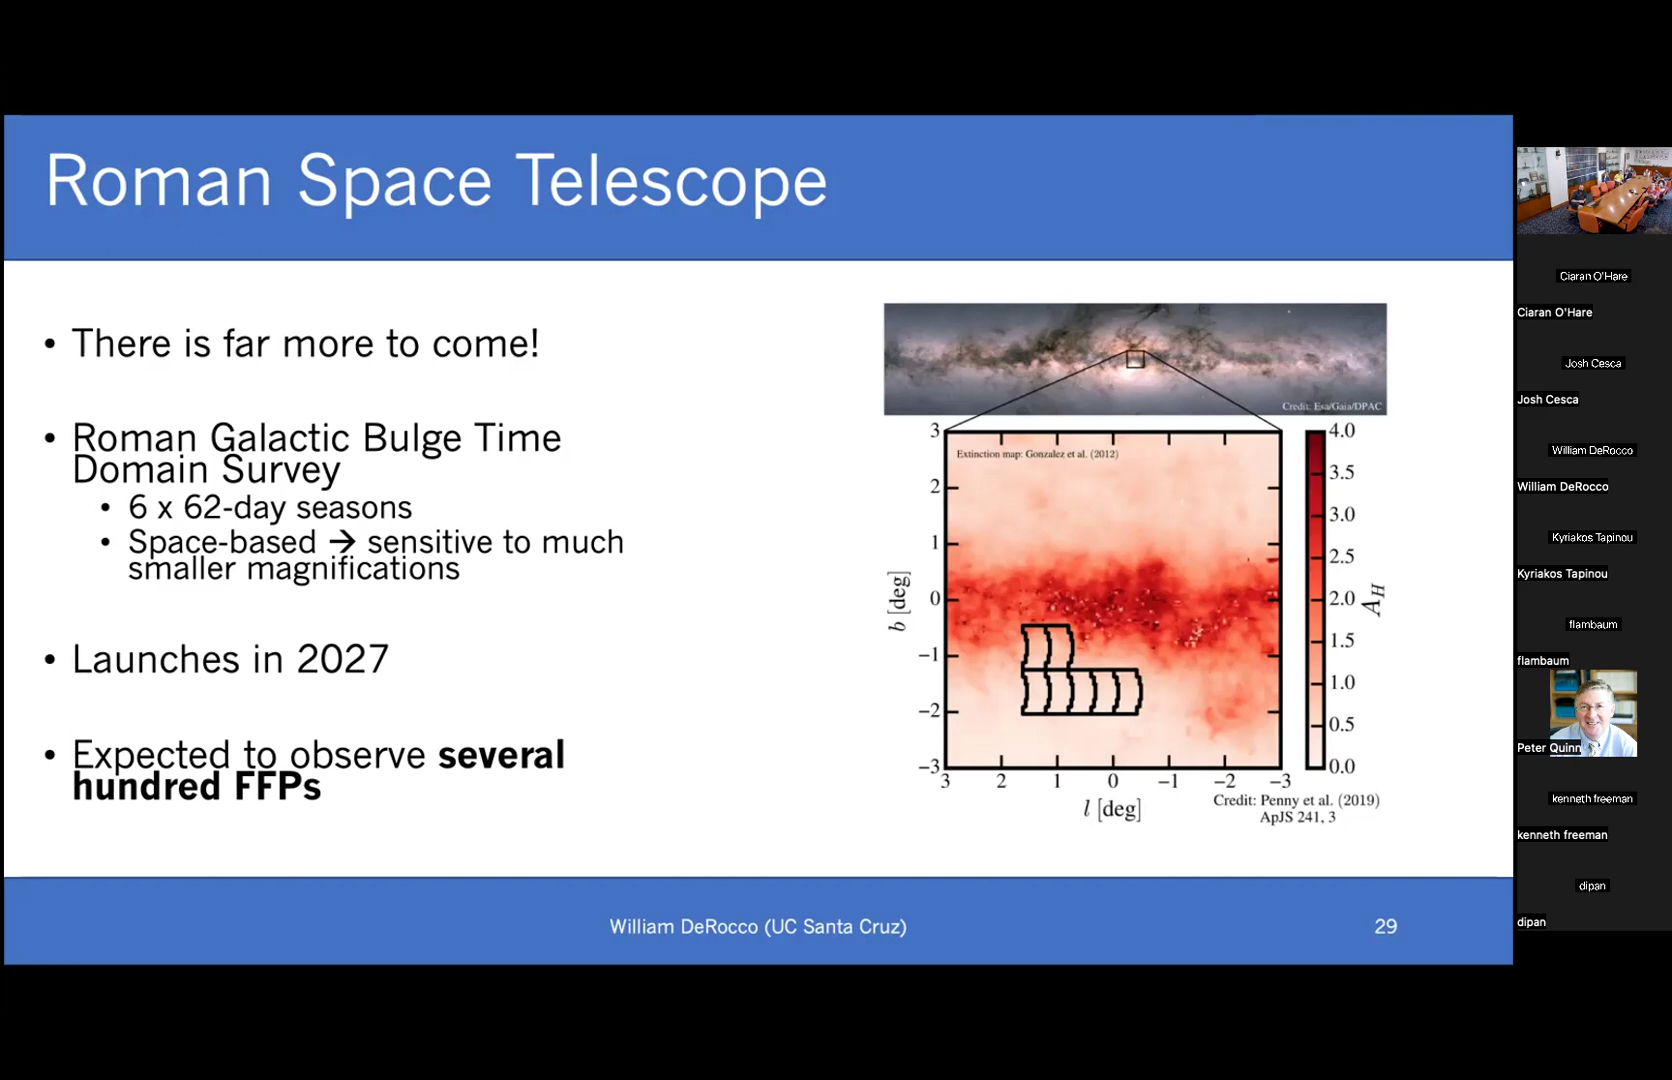 Roman Space Telescope
• There is far more to come!
• Roman Galactic Bulge Time
Domain Survey
• 6 x 62-day seasons
• Space-based → sensitive to much
smaller magnifications
• Launches in 2027
• Expected to observe several
hundred FFPs
Credit: Esa/Gaia/DPAC
Extinction map: Gonzalez et al. (2012)
3
2
1
0
−1
−2
−3
b [deg]
3 2 1 0 −1 −2 −3
l [deg]
4.0
3.5
3.0
2.5
2.0
1.5
1.0
0.5
0.0
A_H
Credit: Penny et al. (2019)
ApJS 241, 3
William DeRocco (UC Santa Cruz)
29
Ciaran O'Hare
Ciaran O'Hare
Josh Cesca
Josh Cesca
William DeRocco
William DeRocco
Kyriakos Tapinou
Kyriakos Tapinou
flambaum
flambaum
Peter Quinn
kenneth freeman
kenneth freeman
dipan
dipan